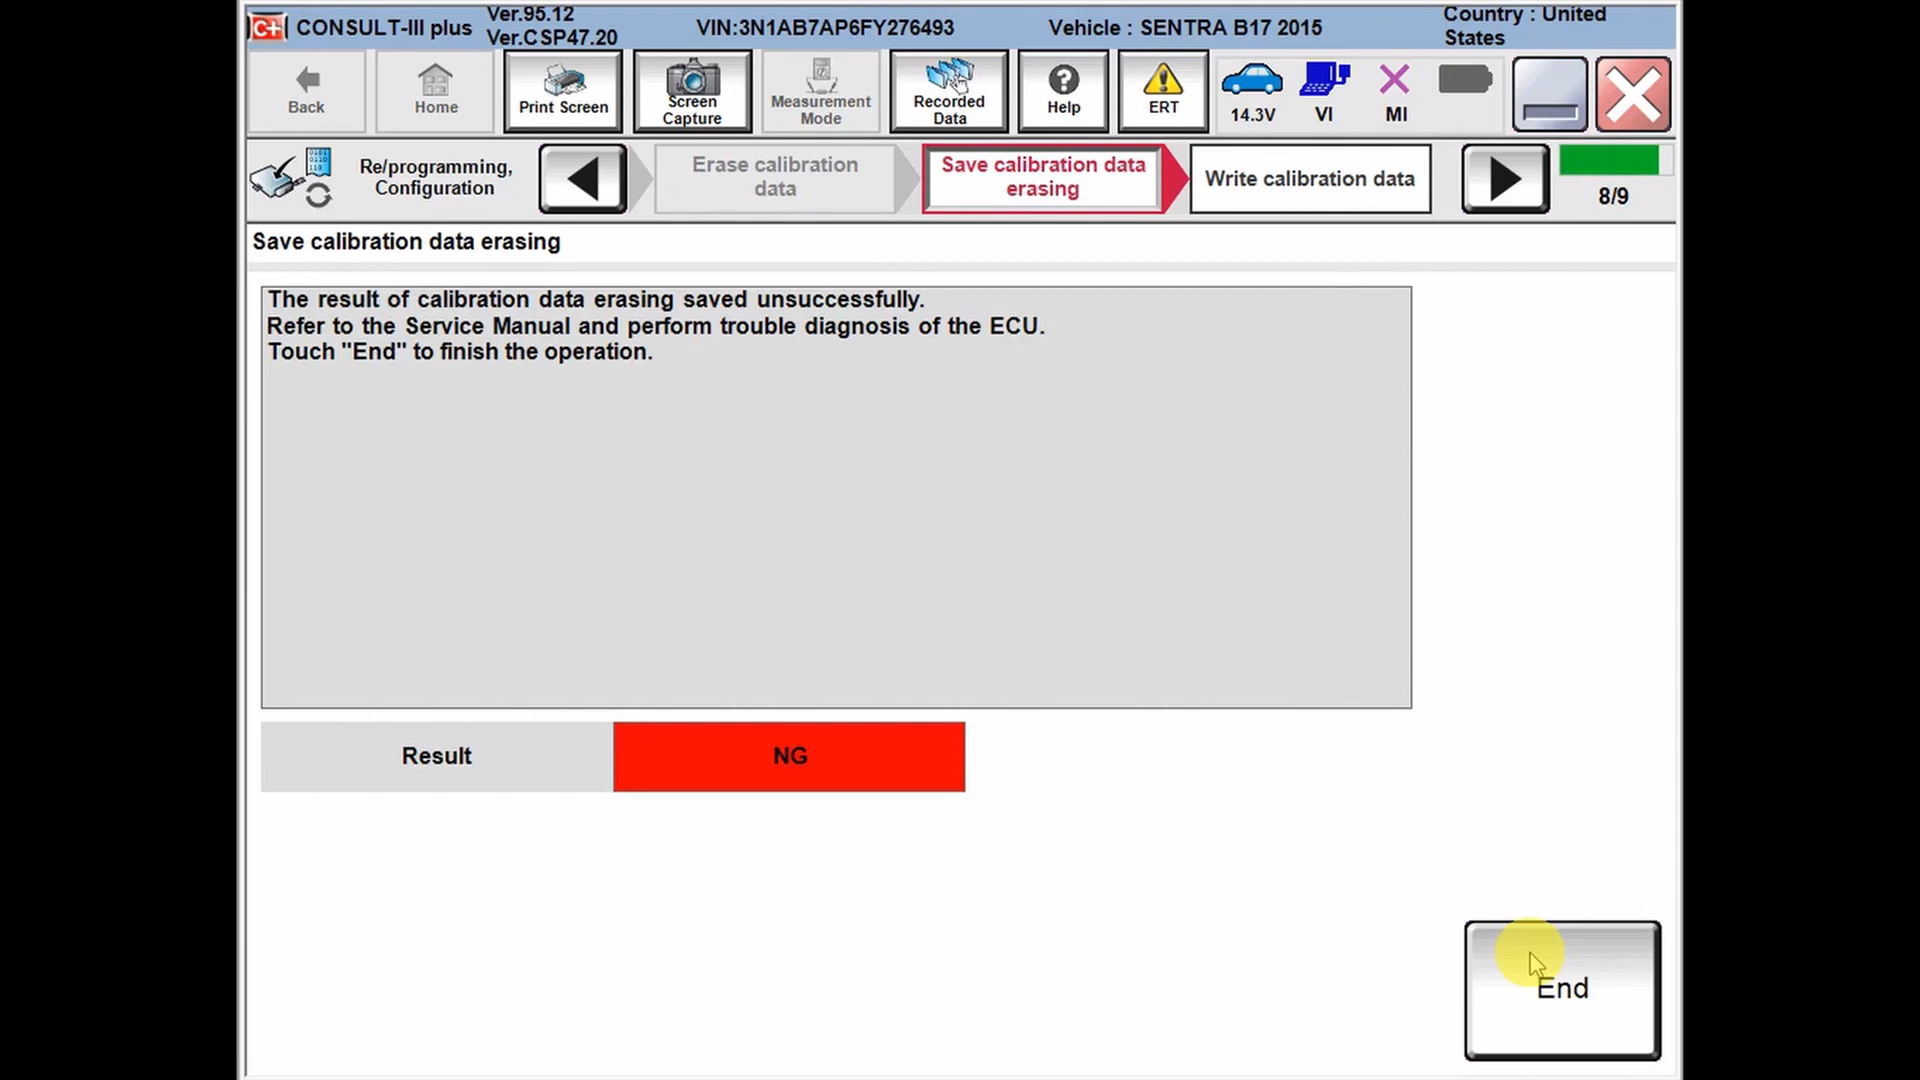 C+ CONSULT-III plus
Ver.95.12
Ver.CSP47.20
VIN:3N1AB7AP6FY276493
Vehicle : SENTRA B17 2015
Country : United
States
Back
Home
Print Screen
Screen
Capture
Measurement
Mode
Recorded
Data
Help
ERT
14.3V
VI
MI
Re/programming,
Configuration
Erase calibration
data
Save calibration data
erasing
Write calibration data
8/9
Save calibration data erasing
The result of calibration data erasing saved unsuccessfully.
Refer to the Service Manual and perform trouble diagnosis of the ECU.
Touch "End" to finish the operation.
Result
NG
End